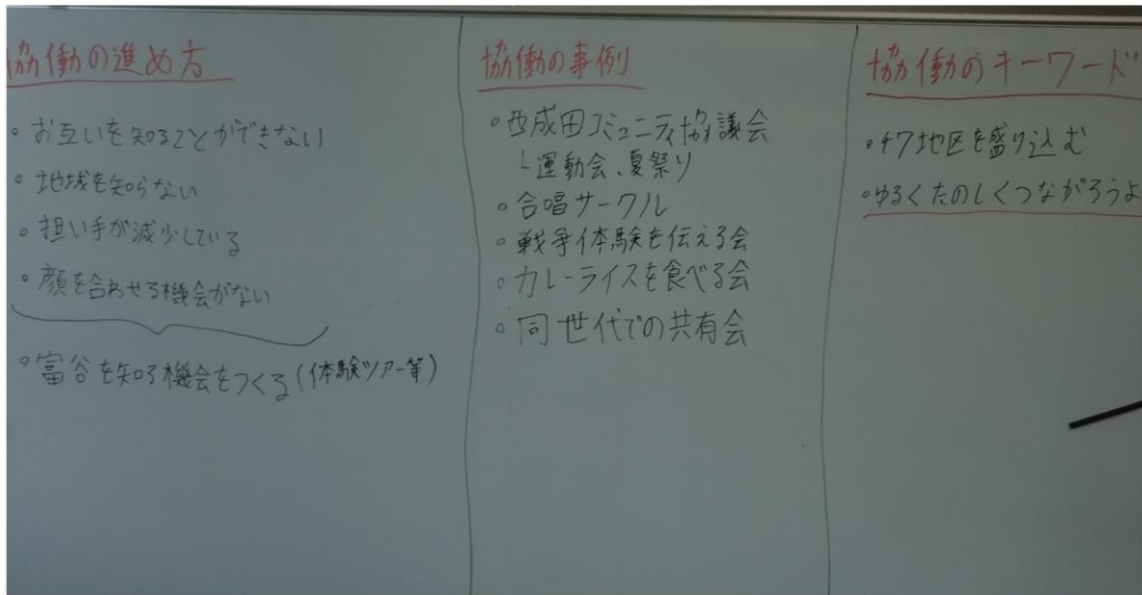 協働の進め方
・お互いを知ることができない
・地域を知らない
・担い手が減少している
・顔を合わせる機会がない
・富谷を知る機会をつくる(体験ツアー等)
協働の事例
・西成田コミュニティ協議会
└運動会、夏祭り
・合唱サークル
・戦争体験を伝える会
・カレーライスを食べる会
・同世代での共有会
協働のキーワード
・47地区を盛り込む
・ゆるくたのしくつながろうよ